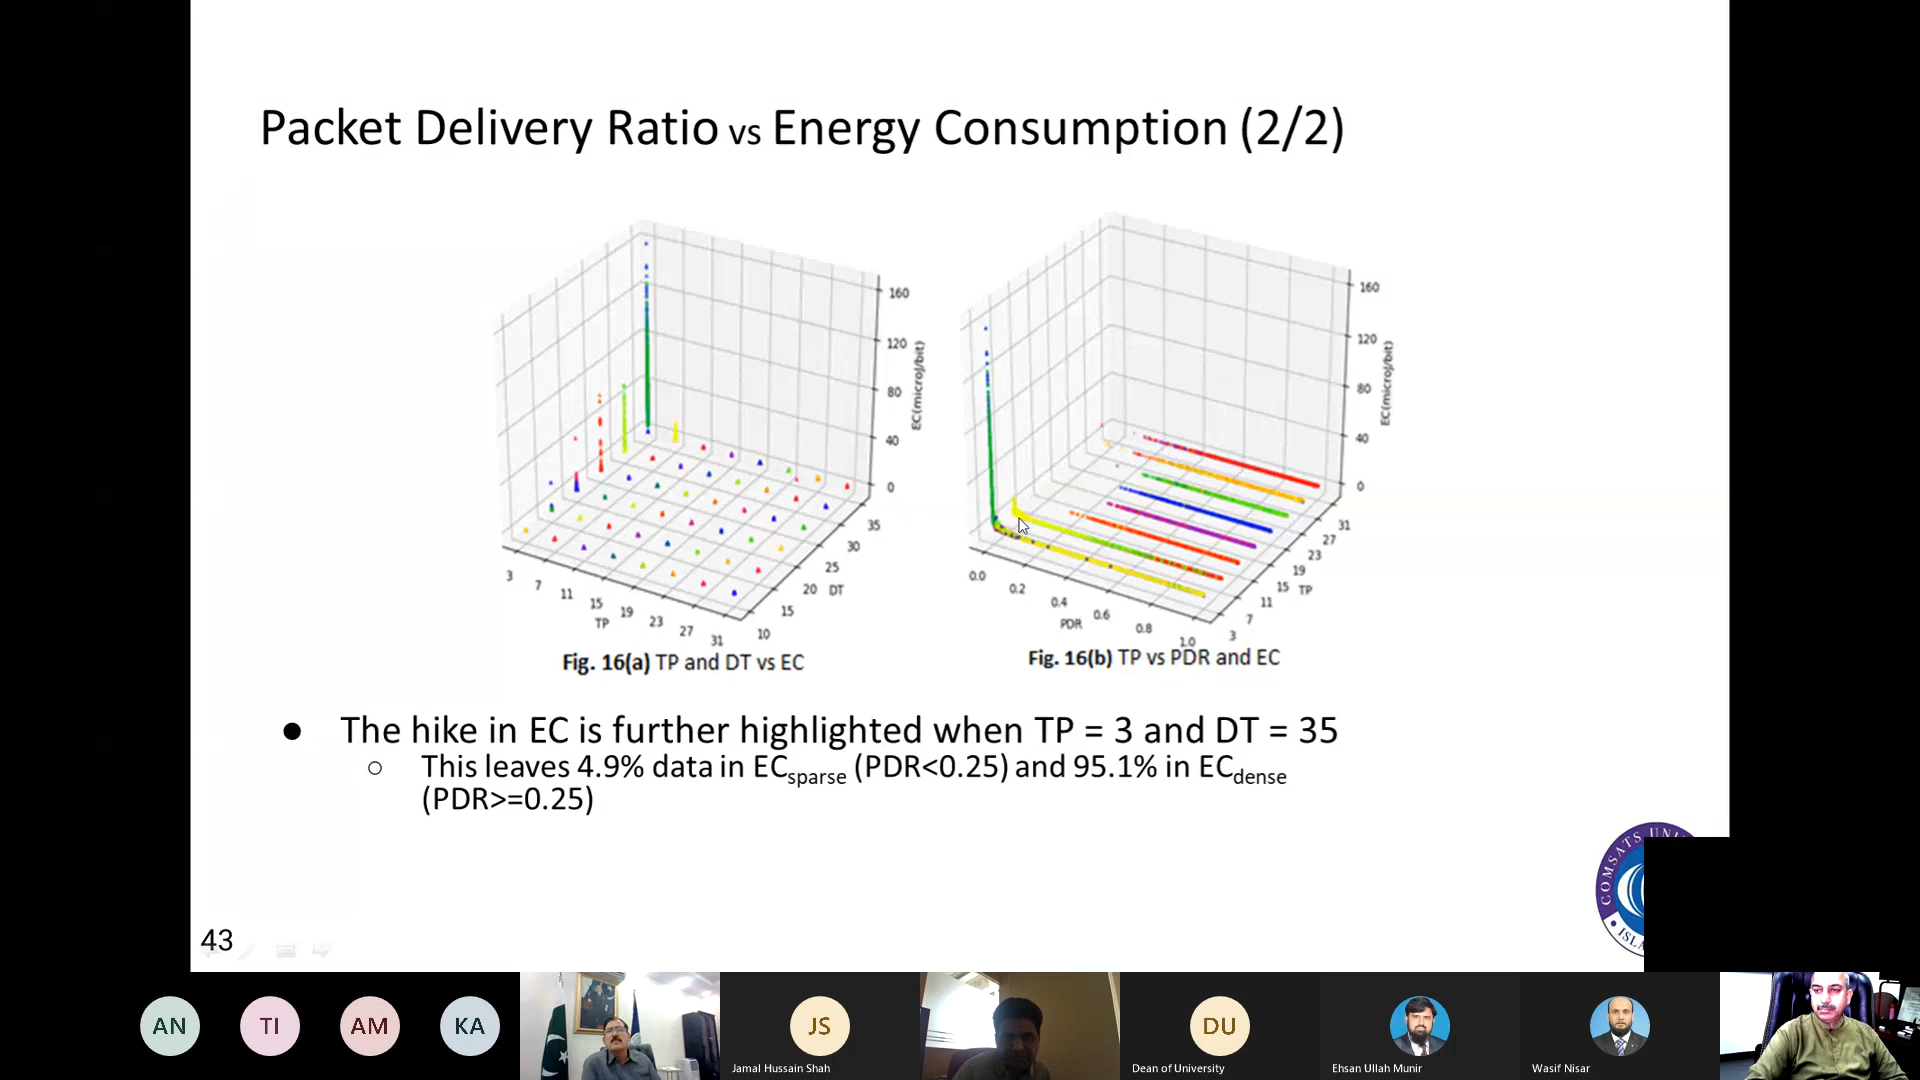 Packet Delivery Ratio vs Energy Consumption (2/2)
160
120
80
40
0
EC(microJ/bit)
35
30
25
20
15
10
DT
3
7
11
15
19
23
27
31
TP
Fig. 16(a) TP and DT vs EC
160
120
80
40
0
EC(microJ/bit)
31
27
23
19
15
11
7
3
TP
0.0
0.2
0.4
0.6
0.8
1.0
PDR
Fig. 16(b) TP vs PDR and EC
● The hike in EC is further highlighted when TP = 3 and DT = 35
○ This leaves 4.9% data in ECsparse (PDR<0.25) and 95.1% in ECdense
(PDR>=0.25)
COMSATS
43
AN
TI
AM
KA
JS
Jamal Hussain Shah
DU
Dean of University
Ehsan Ullah Munir
Wasif Nisar